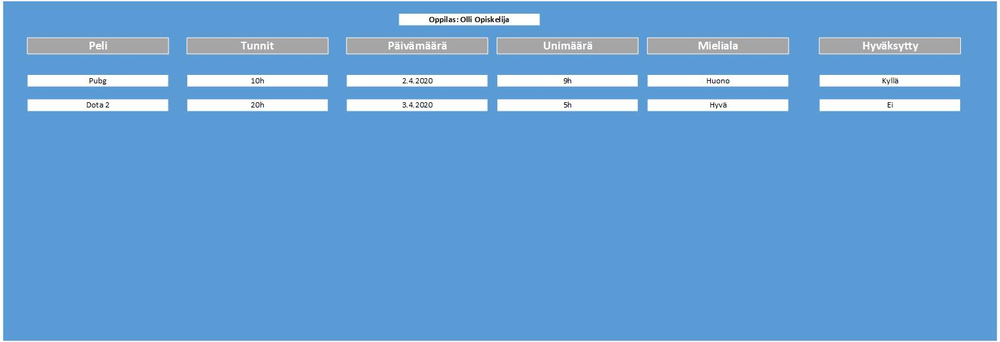 Oppilas: Olli Opiskelija
Peli Tunnit Päivämäärä Unimäärä Mieliala Hyväksytty
Pubg 10h 2.4.2020 9h Huono Kyllä
Dota 2 20h 3.4.2020 5h Hyvä Ei